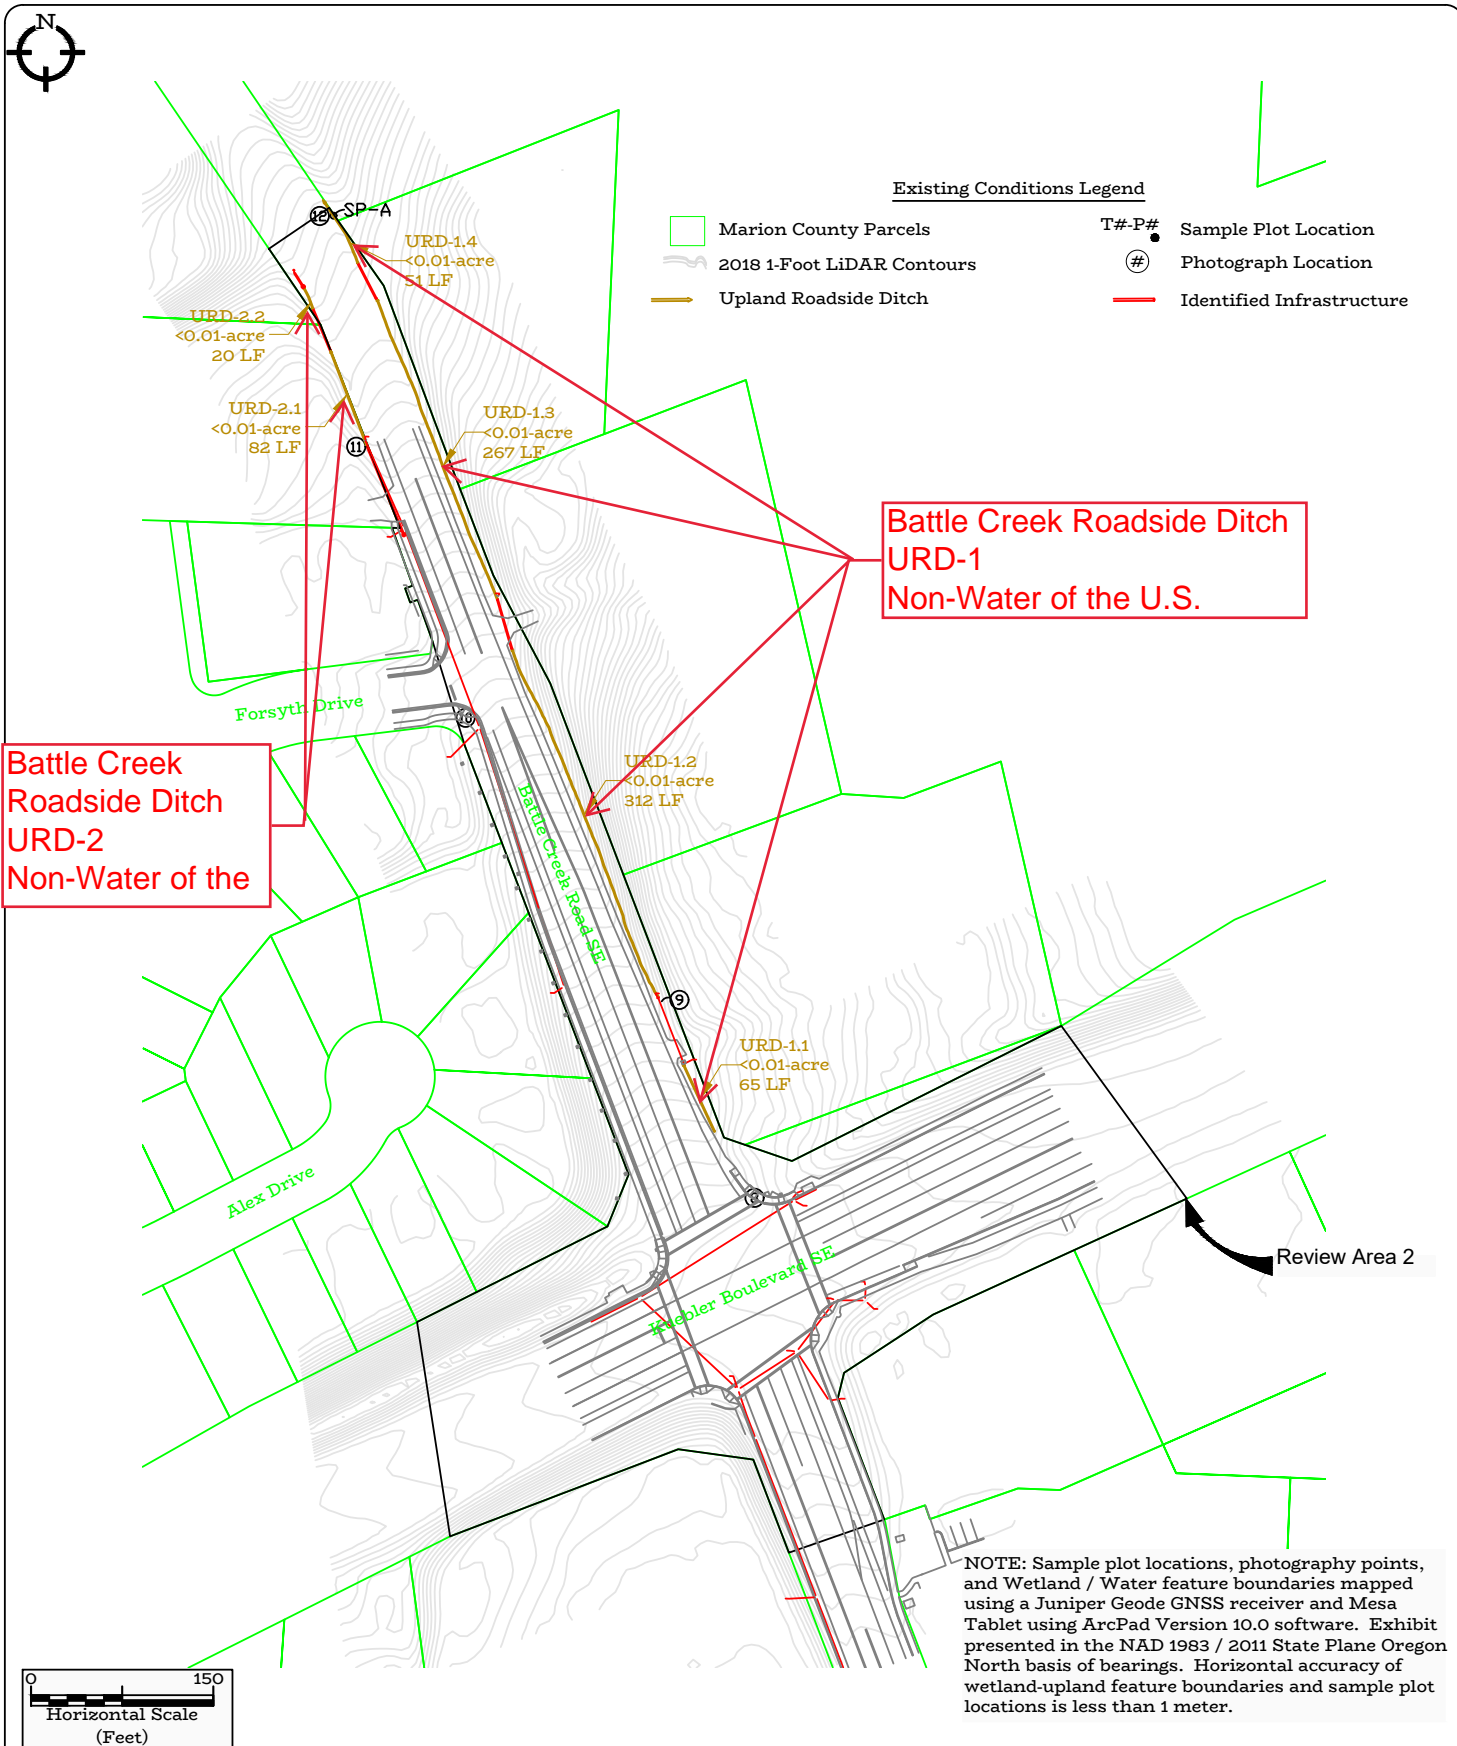 N
Existing Conditions Legend
Marion County Parcels
2018 1-Foot LiDAR Contours
Upland Roadside Ditch
T#-P#
Sample Plot Location
#
Photograph Location
Identified Infrastructure
12
SP-A
URD-1.4
<0.01-acre
51 LF
URD-2.2
<0.01-acre
20 LF
URD-2.1
<0.01-acre
82 LF
11
URD-1.3
<0.01-acre
267 LF
Battle Creek Roadside Ditch
URD-1
Non-Water of the U.S.
Forsyth Drive
10
Battle Creek
Roadside Ditch
URD-2
Non-Water of the
URD-1.2
<0.01-acre
312 LF
Battle Creek Road SE
9
URD-1.1
<0.01-acre
65 LF
Alex Drive
8
Kuebler Boulevard SE
Review Area 2
NOTE: Sample plot locations, photography points,
and Wetland / Water feature boundaries mapped
using a Juniper Geode GNSS receiver and Mesa
Tablet using ArcPad Version 10.0 software. Exhibit
presented in the NAD 1983 / 2011 State Plane Oregon
North basis of bearings. Horizontal accuracy of
wetland-upland feature boundaries and sample plot
locations is less than 1 meter.
0 150
Horizontal Scale
(Feet)